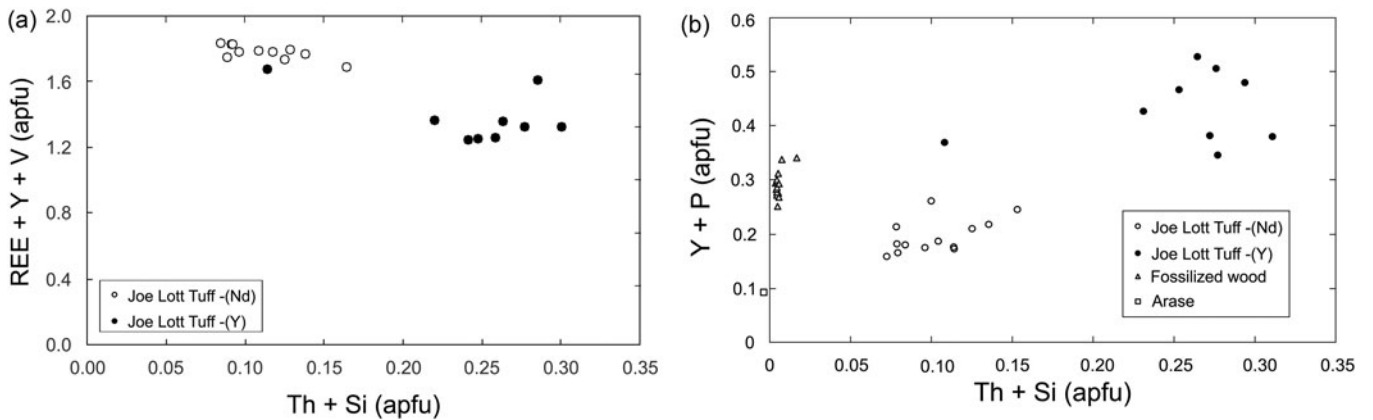 (a)
2.0
1.6
1.2
0.8
0.4
0.0
REE + Y + V (apfu)
Joe Lott Tuff -(Nd)
Joe Lott Tuff -(Y)
0.00 0.05 0.10 0.15 0.20 0.25 0.30 0.35
Th + Si (apfu)
(b)
0.6
0.5
0.4
0.3
0.2
0.1
0
Y + P (apfu)
Joe Lott Tuff -(Nd)
Joe Lott Tuff -(Y)
Fossilized wood
Arase
0 0.05 0.10 0.15 0.20 0.25 0.30 0.35
Th + Si (apfu)